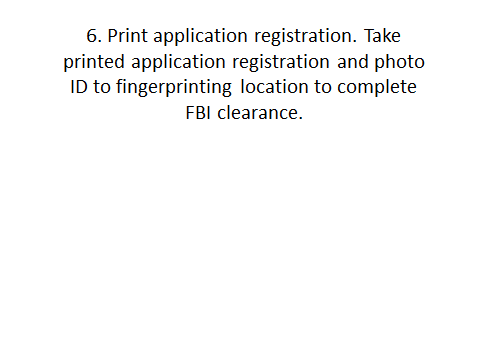 6. Print application registration. Take
printed application registration and photo
ID to fingerprinting location to complete
FBI clearance.